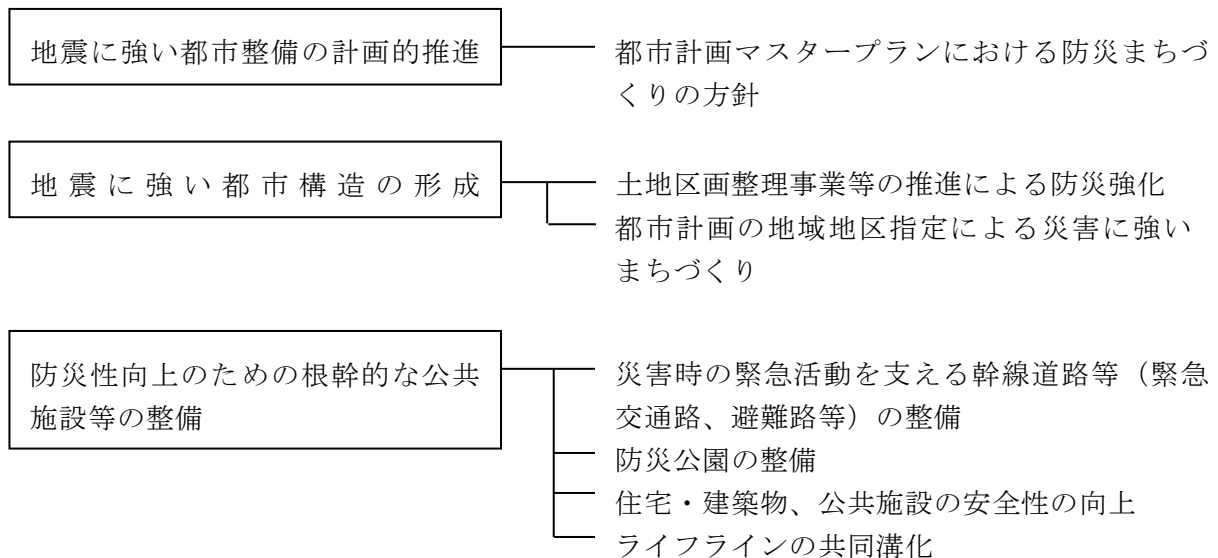 地震に強い都市整備の計画的推進
都市計画マスタープランにおける防災まちづ
くりの方針
地震に強い都市構造の形成
土地区画整理事業等の推進による防災強化
都市計画の地域地区指定による災害に強い
まちづくり
防災性向上のための根幹的な公共
施設等の整備
災害時の緊急活動を支える幹線道路等（緊急
交通路、避難路等）の整備
防災公園の整備
住宅・建築物、公共施設の安全性の向上
ライフラインの共同溝化